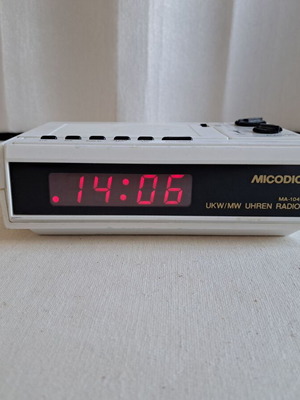 .14:06
MICODIC
MA-104
UKW/MW UHREN RADIO